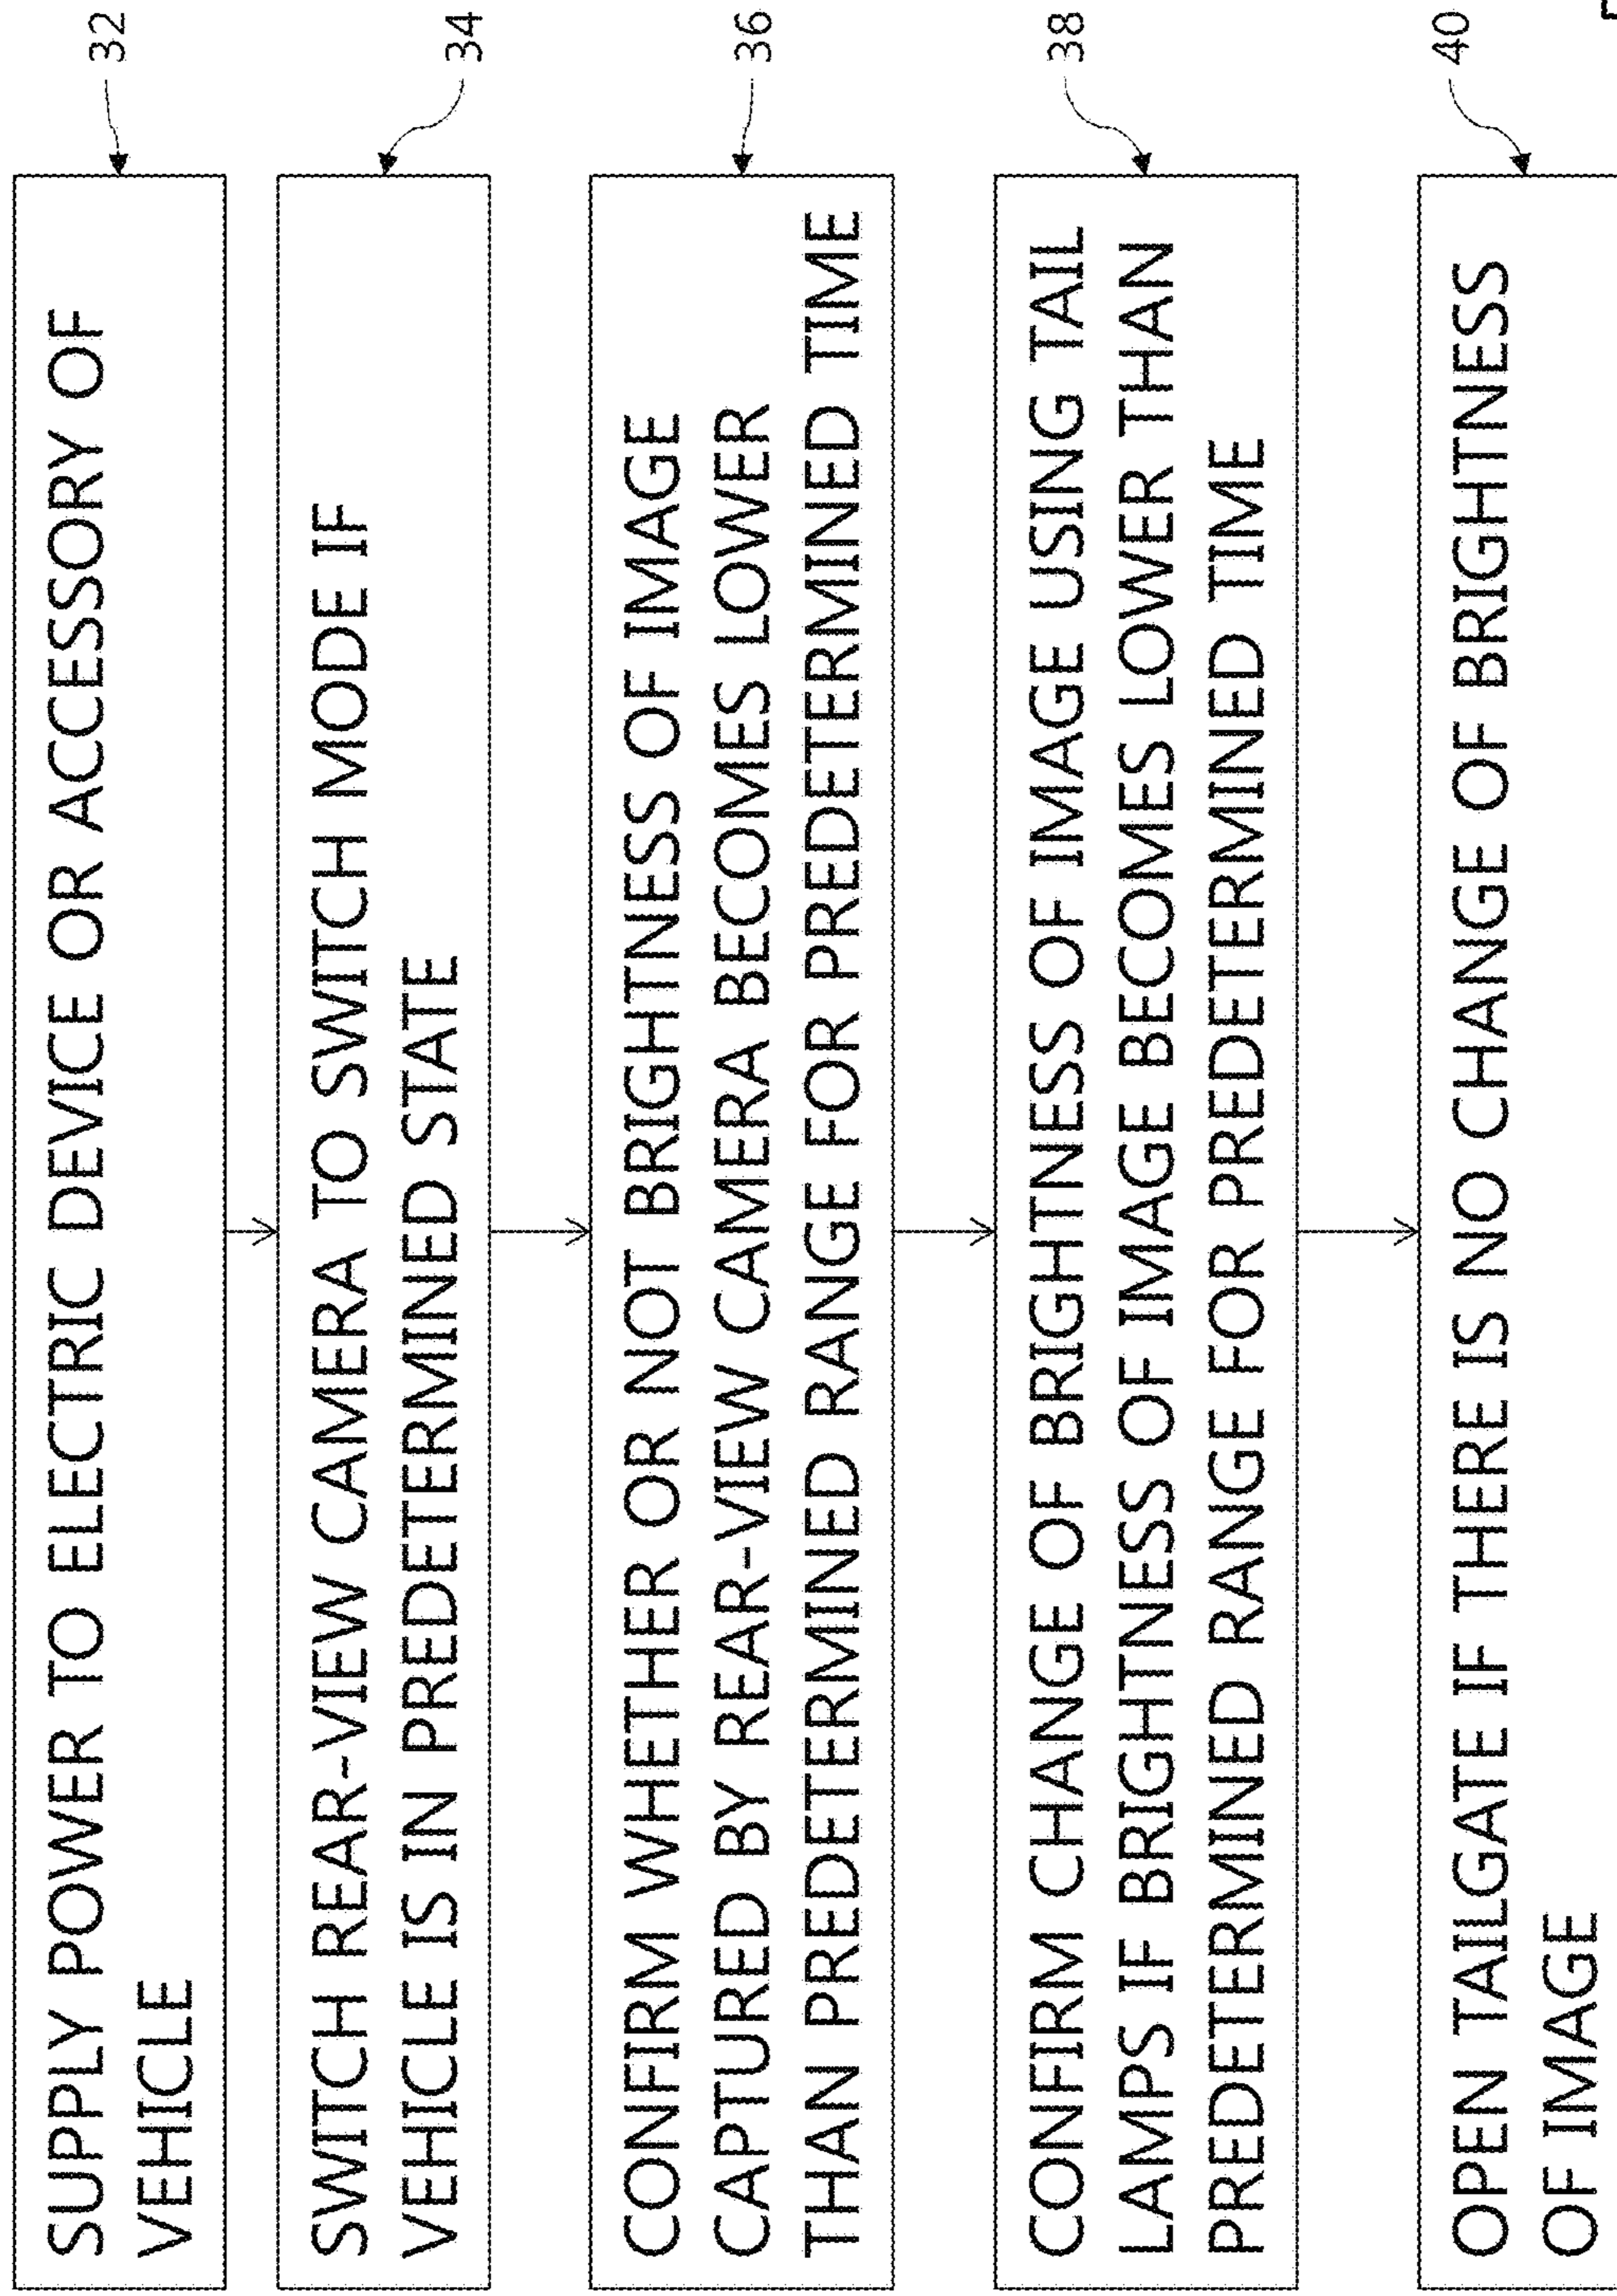 SUPPLY POWER TO ELECTRIC DEVICE OR ACCESSORY OF
VEHICLE
32
SWITCH REAR-VIEW CAMERA TO SWITCH MODE IF
VEHICLE IS IN PREDETERMINED STATE
34
CONFIRM WHETHER OR NOT BRIGHTNESS OF IMAGE
CAPTURED BY REAR-VIEW CAMERA BECOMES LOWER
THAN PREDETERMINED RANGE FOR PREDETERMINED TIME
36
CONFIRM CHANGE OF BRIGHTNESS OF IMAGE USING TAIL
LAMPS IF BRIGHTNESS OF IMAGE BECOMES LOWER THAN
PREDETERMINED RANGE FOR PREDETERMINED TIME
38
OPEN TAILGATE IF THERE IS NO CHANGE OF BRIGHTNESS
OF IMAGE
40